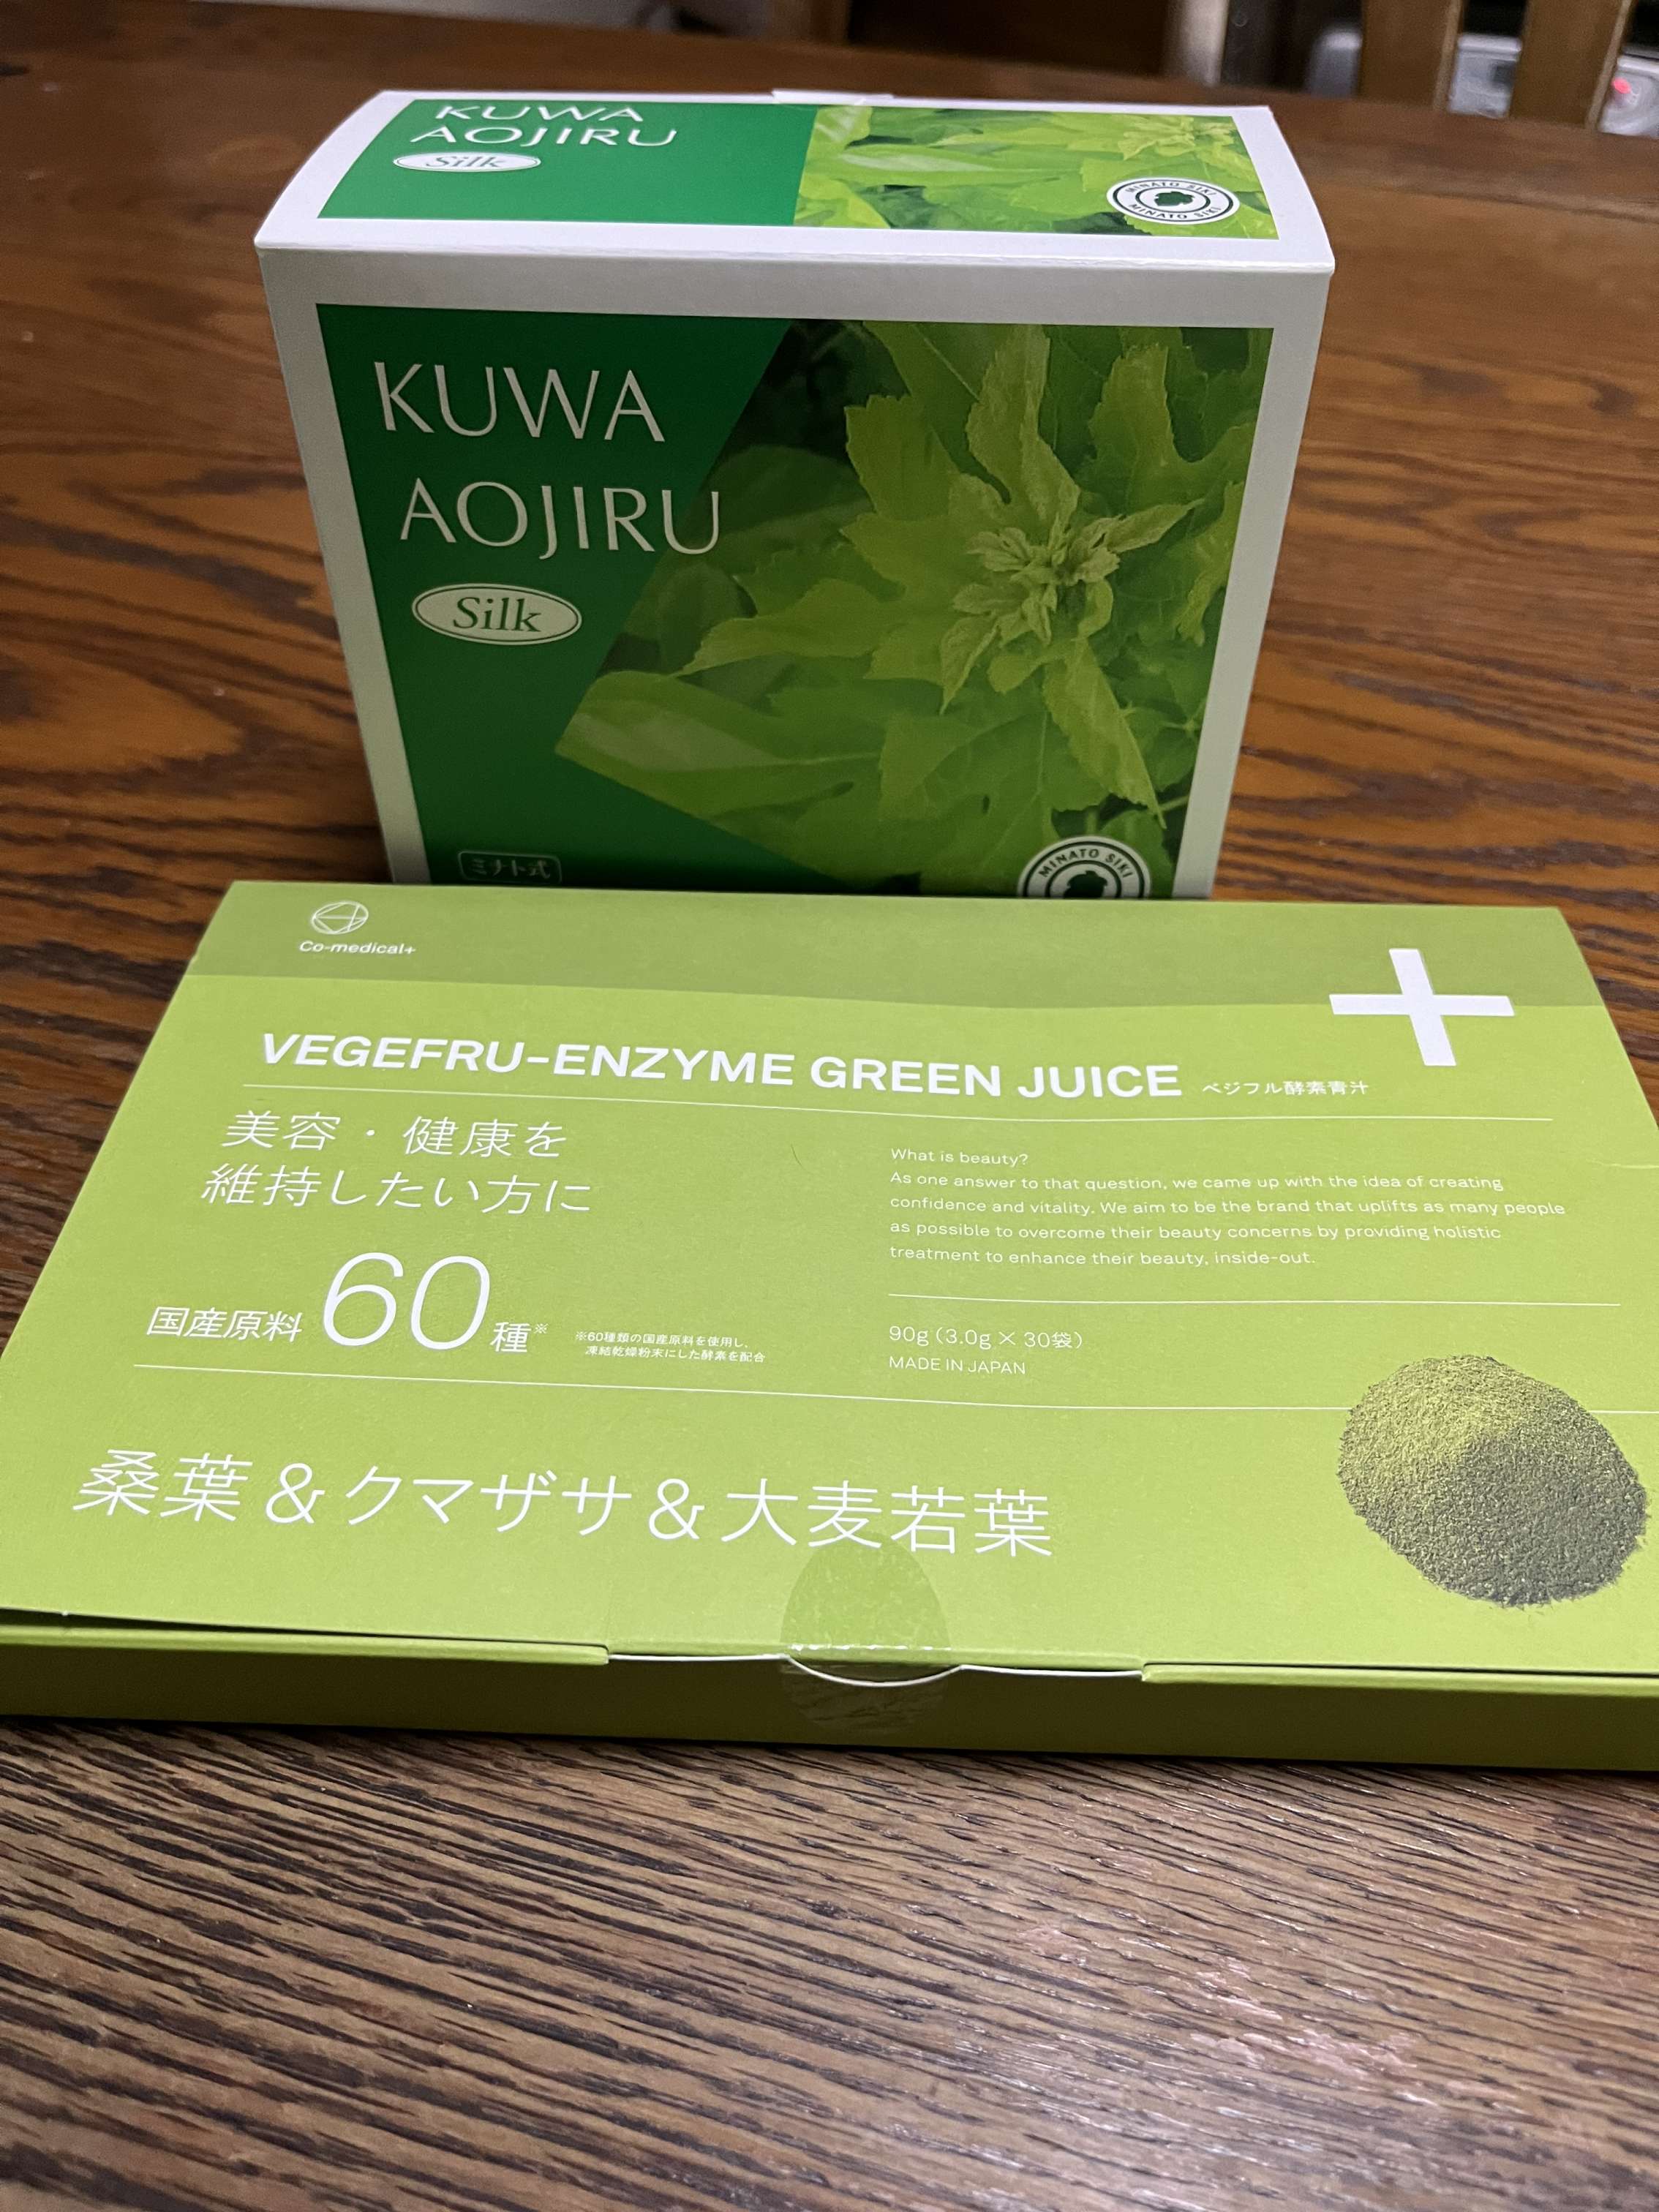 KUWA
AOJIRU
Silk
MINATO SIKI
MINATO SIKI
KUWA
AOJIRU
Silk
ミナト式
MINATO SIKI
Co-medical+
VEGEFRU-ENZYME GREEN JUICE ベジフル酵素青汁
美容・健康を
維持したい方に
国産原料 60種※
※60種類の国産原料を使用し、
凍結乾燥粉末にした酵素を配合
What is beauty?
As one answer to that question, we came up with the idea of creating
confidence and vitality. We aim to be the brand that uplifts as many people
as possible to overcome their beauty concerns by providing holistic
treatment to enhance their beauty, inside-out.
90g（3.0g × 30袋）
MADE IN JAPAN
桑葉＆クマザサ＆大麦若葉